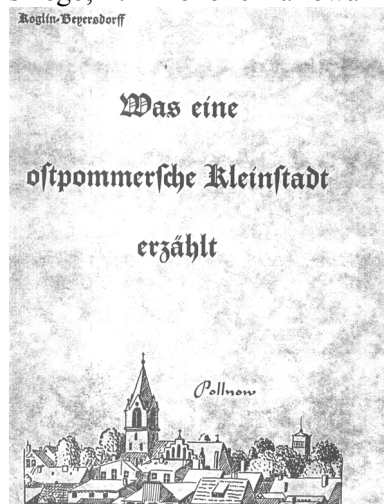 Koglin-Beyersdorff
Was eine
ostpommersche Kleinstadt
erzählt
Pollnow